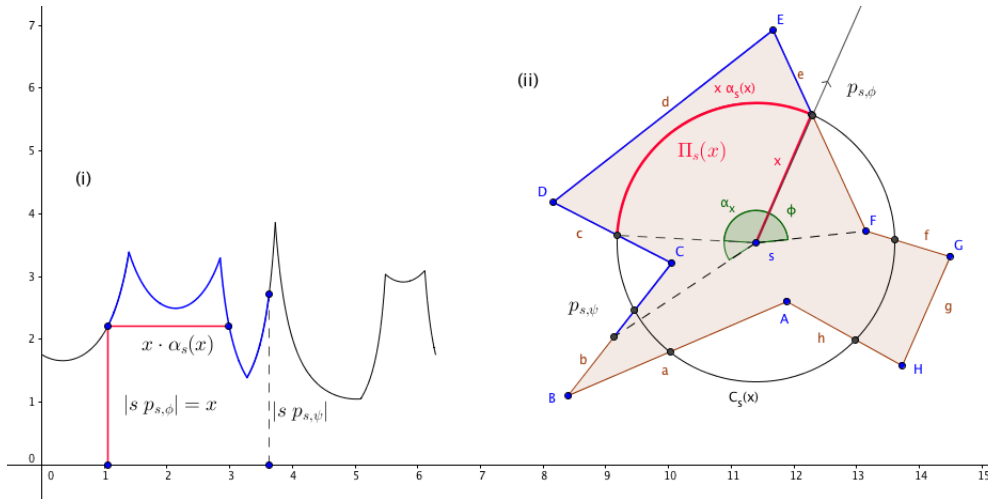 (i)
7
6
5
4
3
2
1
0
x · α_s(x)
|s p_{s,ϕ}| = x
|s p_{s,ψ}|
0 1 2 3 4 5 6 7 8 9 10 11 12 13 14 15
(ii)
E
e
p_{s,ϕ}
d
x α_s(x)
Π_s(x)
x
D
α_x
ϕ
F
f
G
c
C
s
p_{s,ψ}
A
g
h
b
a
H
B
C_s(x)